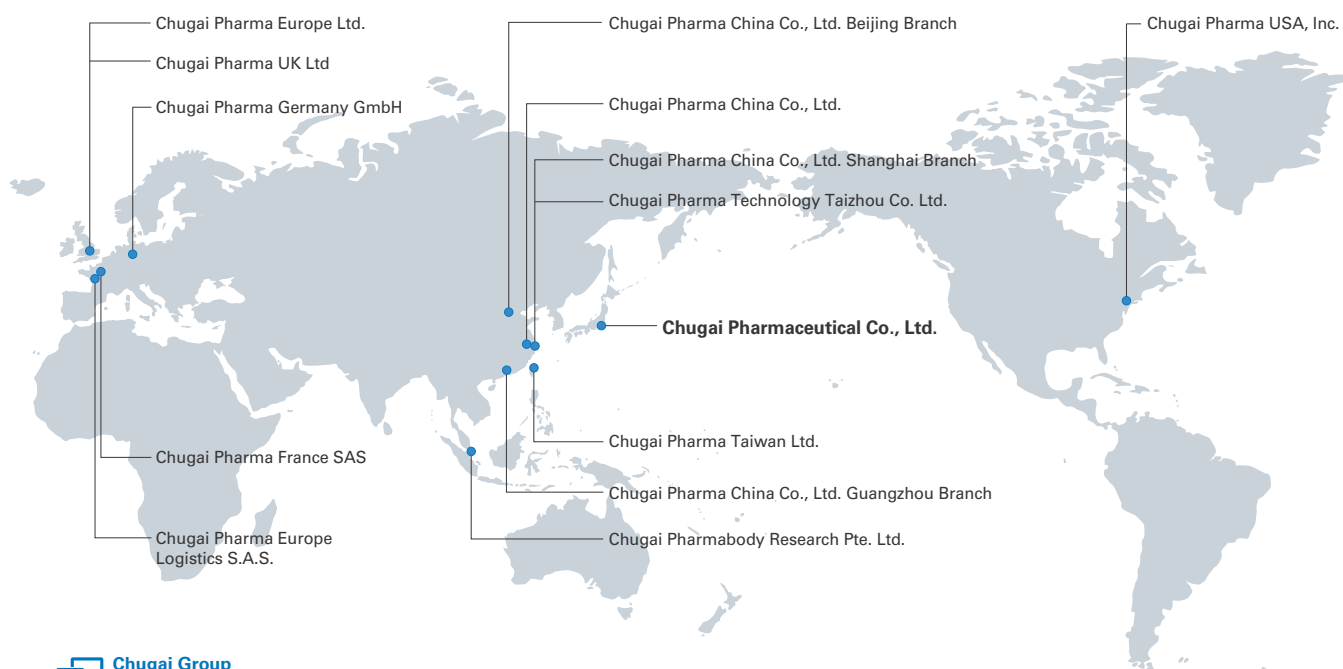 Chugai Pharma Europe Ltd.
Chugai Pharma UK Ltd
Chugai Pharma Germany GmbH
Chugai Pharma France SAS
Chugai Pharma Europe
Logistics S.A.S.
Chugai Pharma China Co., Ltd. Beijing Branch
Chugai Pharma China Co., Ltd.
Chugai Pharma China Co., Ltd. Shanghai Branch
Chugai Pharma Technology Taizhou Co. Ltd.
Chugai Pharmaceutical Co., Ltd.
Chugai Pharma Taiwan Ltd.
Chugai Pharma China Co., Ltd. Guangzhou Branch
Chugai Pharmabody Research Pte. Ltd.
Chugai Pharma USA, Inc.
Chugai Group